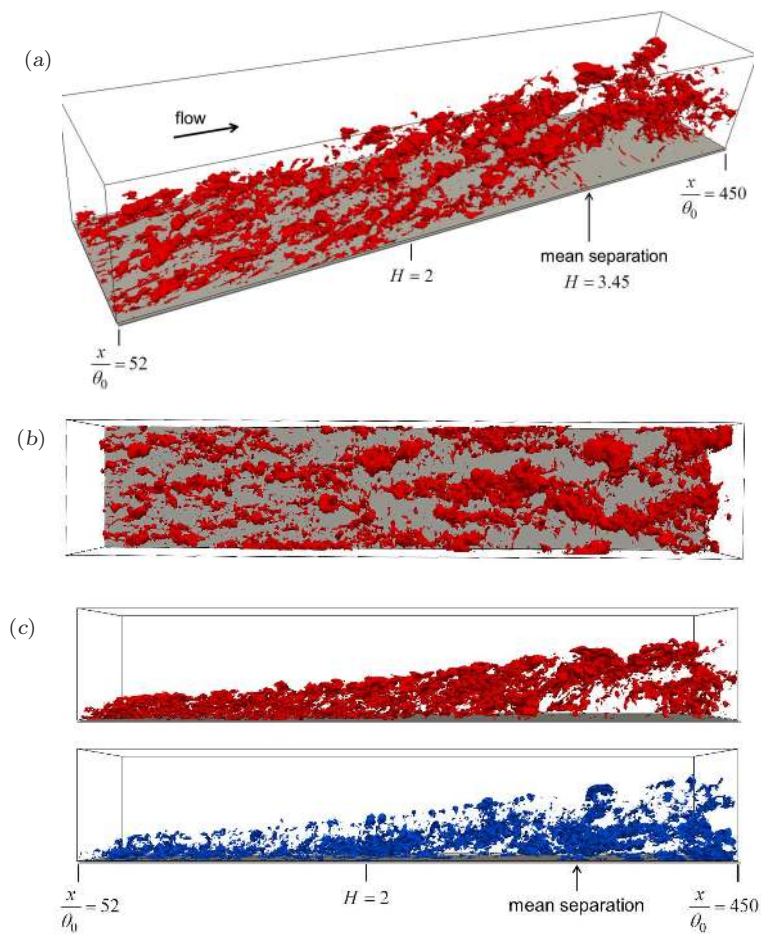 (a)
flow
x/θ₀ = 450
mean separation
H = 2
H = 3.45
x/θ₀ = 52
(b)
(c)
x/θ₀ = 52
H = 2
mean separation
x/θ₀ = 450